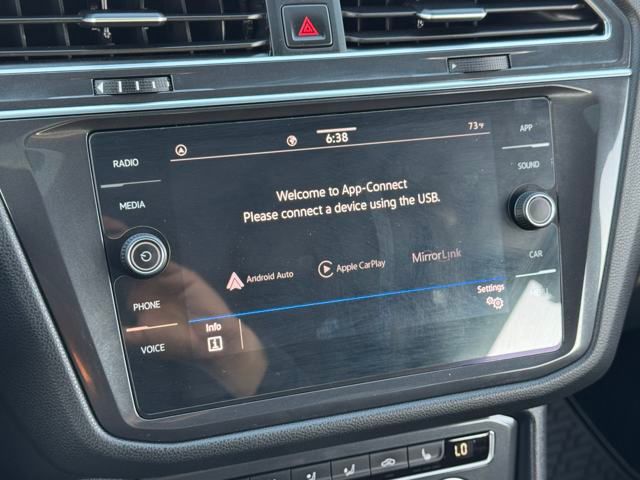 6:38
73°F
RADIO
APP
SOUND
MEDIA
Welcome to App-Connect
Please connect a device using the USB.
Android Auto
Apple CarPlay
MirrorLink
CAR
PHONE
Settings
MENU
Info
VOICE
LO